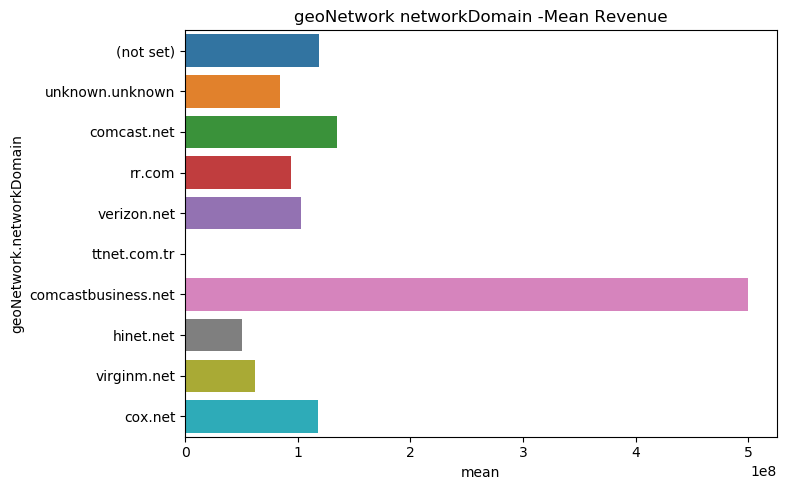 geoNetwork networkDomain -Mean Revenue
geoNetwork.networkDomain
(not set)
unknown.unknown
comcast.net
rr.com
verizon.net
ttnet.com.tr
comcastbusiness.net
hinet.net
virginm.net
cox.net
0 1 2 3 4 5
1e8
mean